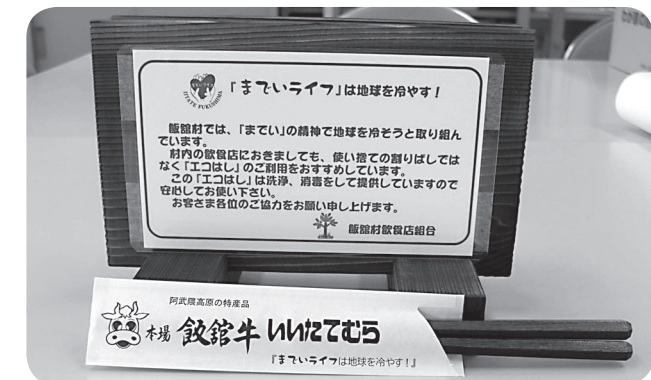 「までいライフ」は地球を冷やす！
IITATE FUKUSHIMA
飯舘村では、「までい」の精神で地球を冷そうと取り組ん
でいます。
村内の飲食店におきましても、使い捨ての割りばしでは
なく「エコはし」のご利用をおすすめしています。
この「エコはし」は洗浄、消毒をして提供していますので
安心してお使い下さい。
お客さま各位のご協力をお願い申し上げます。
飯舘村飲食店組合
阿武隈高原の特産品
本場 飯舘牛 いいたてむら
『までいライフは地球を冷やす！』